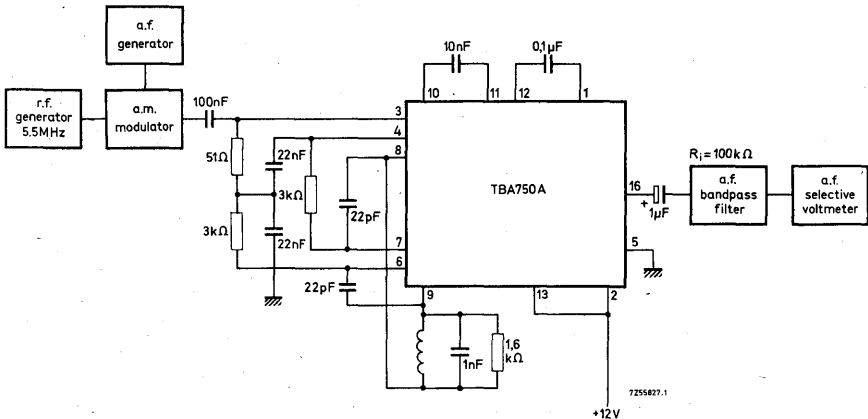 a.f.
generator
r.f.
generator
5.5MHz
a.m.
modulator
100nF
51Ω
3kΩ
22nF
3kΩ
22nF
22pF
22pF
10nF
0,1µF
10
11
12
1
3
4
8
7
6
9
13
2
16
5
TBA750A
+
1µF
Ri=100kΩ
a.f.
bandpass
filter
a.f.
selective
voltmeter
1nF
1,6
kΩ
7Z55827.1
+12V